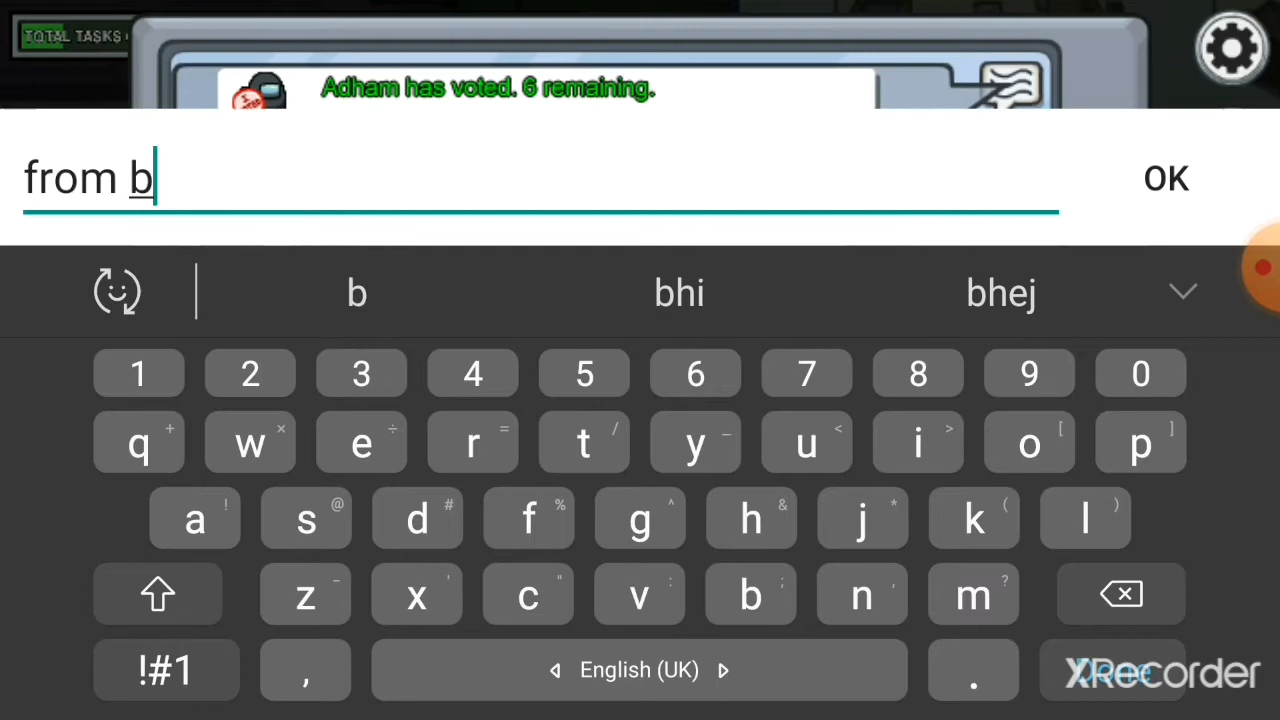 TOTAL TASKS
Adham has voted. 6 remaining.
from b
OK
b bhi bhej
1 2 3 4 5 6 7 8 9 0
q + w × e ÷ r = t / y _ u < i > o [ p ]
a ! s @ d # f % g ^ h & j * k ( l )
z - x ' c " v : b ; n , m ?
!#1 , English (UK) . Done
XRecorder